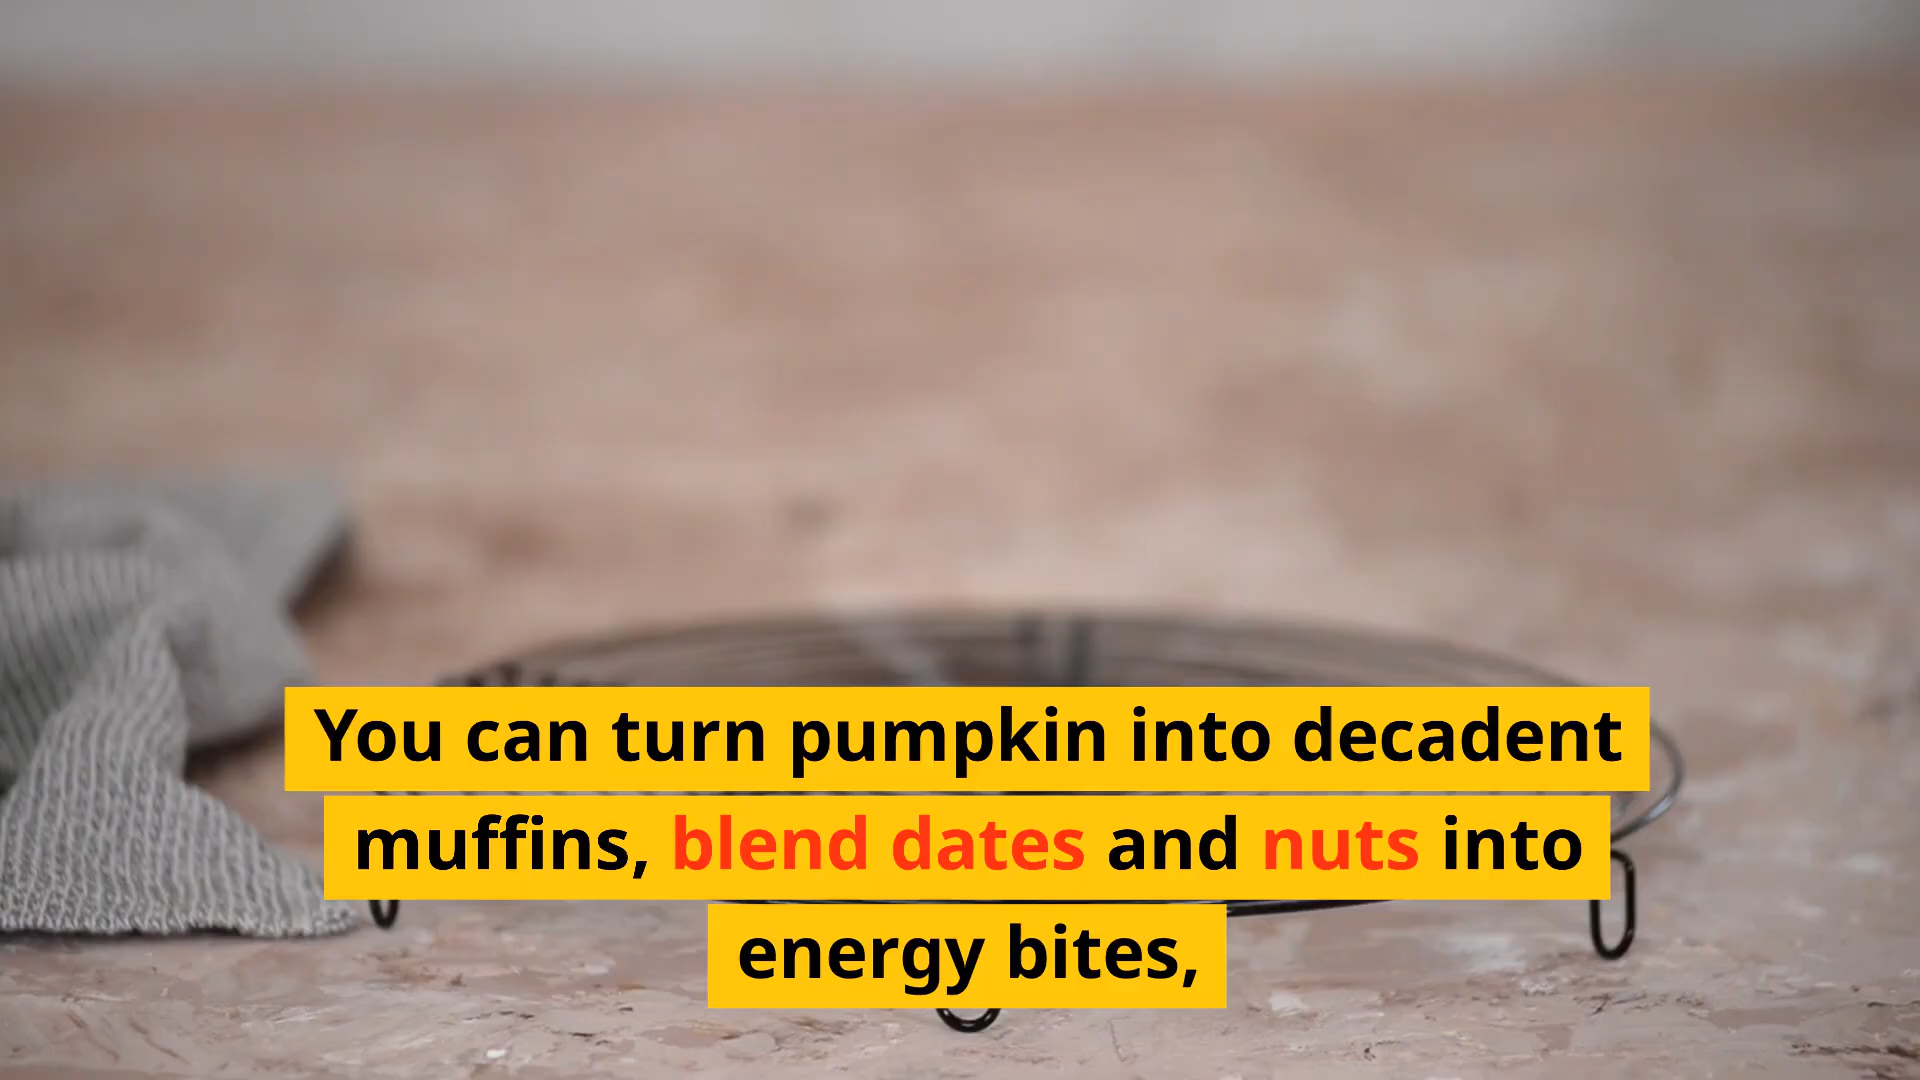 You can turn pumpkin into decadent
muffins, blend dates and nuts into
energy bites,